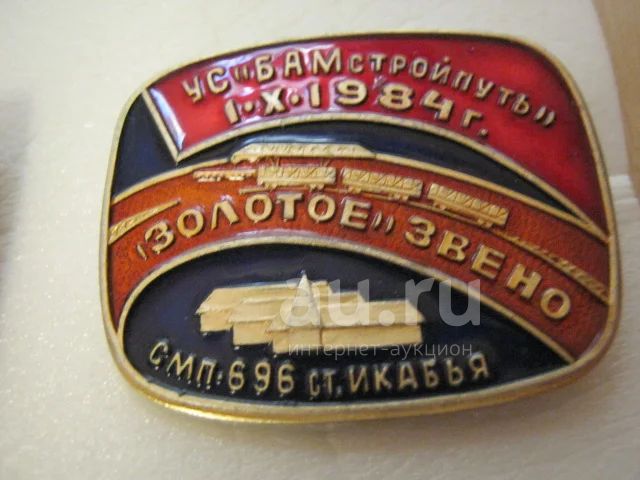 УС «БАМСТРОЙПУТЬ»
1·X·1984г.
«ЗОЛОТОЕ» ЗВЕНО
au.ru
интернет-аукцион
СМП-696 СТ. ИКАБЬЯ